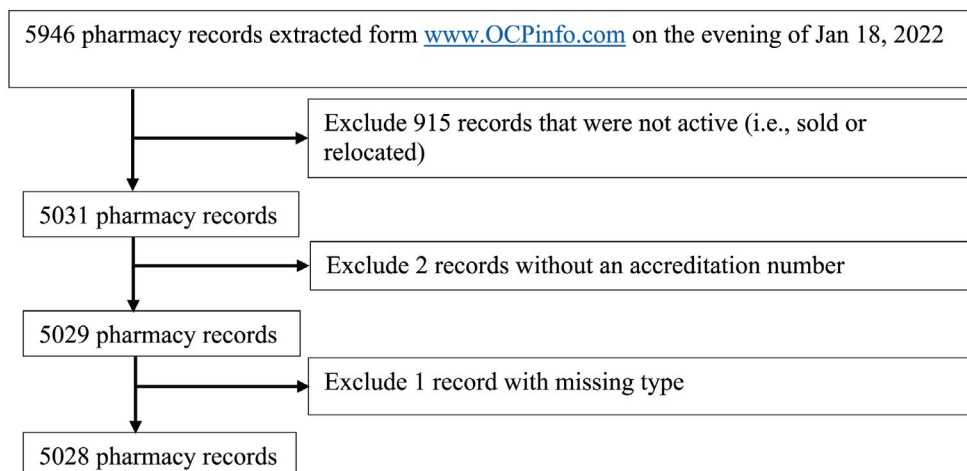 5946 pharmacy records extracted form www.OCPinfo.com on the evening of Jan 18, 2022
Exclude 915 records that were not active (i.e., sold or
relocated)
5031 pharmacy records
Exclude 2 records without an accreditation number
5029 pharmacy records
Exclude 1 record with missing type
5028 pharmacy records